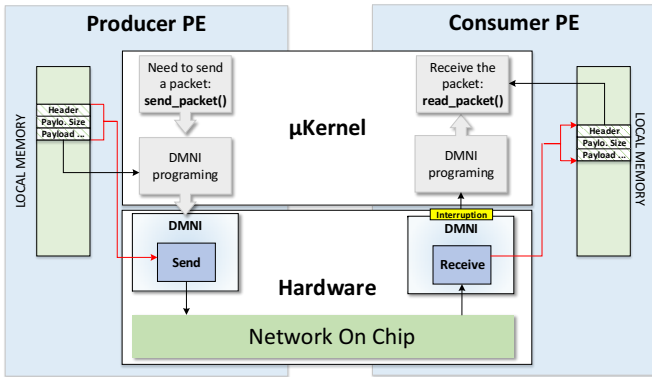 Producer PE
Consumer PE
Need to send
a packet:
send_packet()
Receive the
packet:
read_packet()
μKernel
LOCAL MEMORY
Header
Paylo. Size
Payload ...
LOCAL MEMORY
Header
Paylo. Size
Payload ...
DMNI
programing
DMNI
programing
Interruption
DMNI
Send
DMNI
Receive
Hardware
Network On Chip